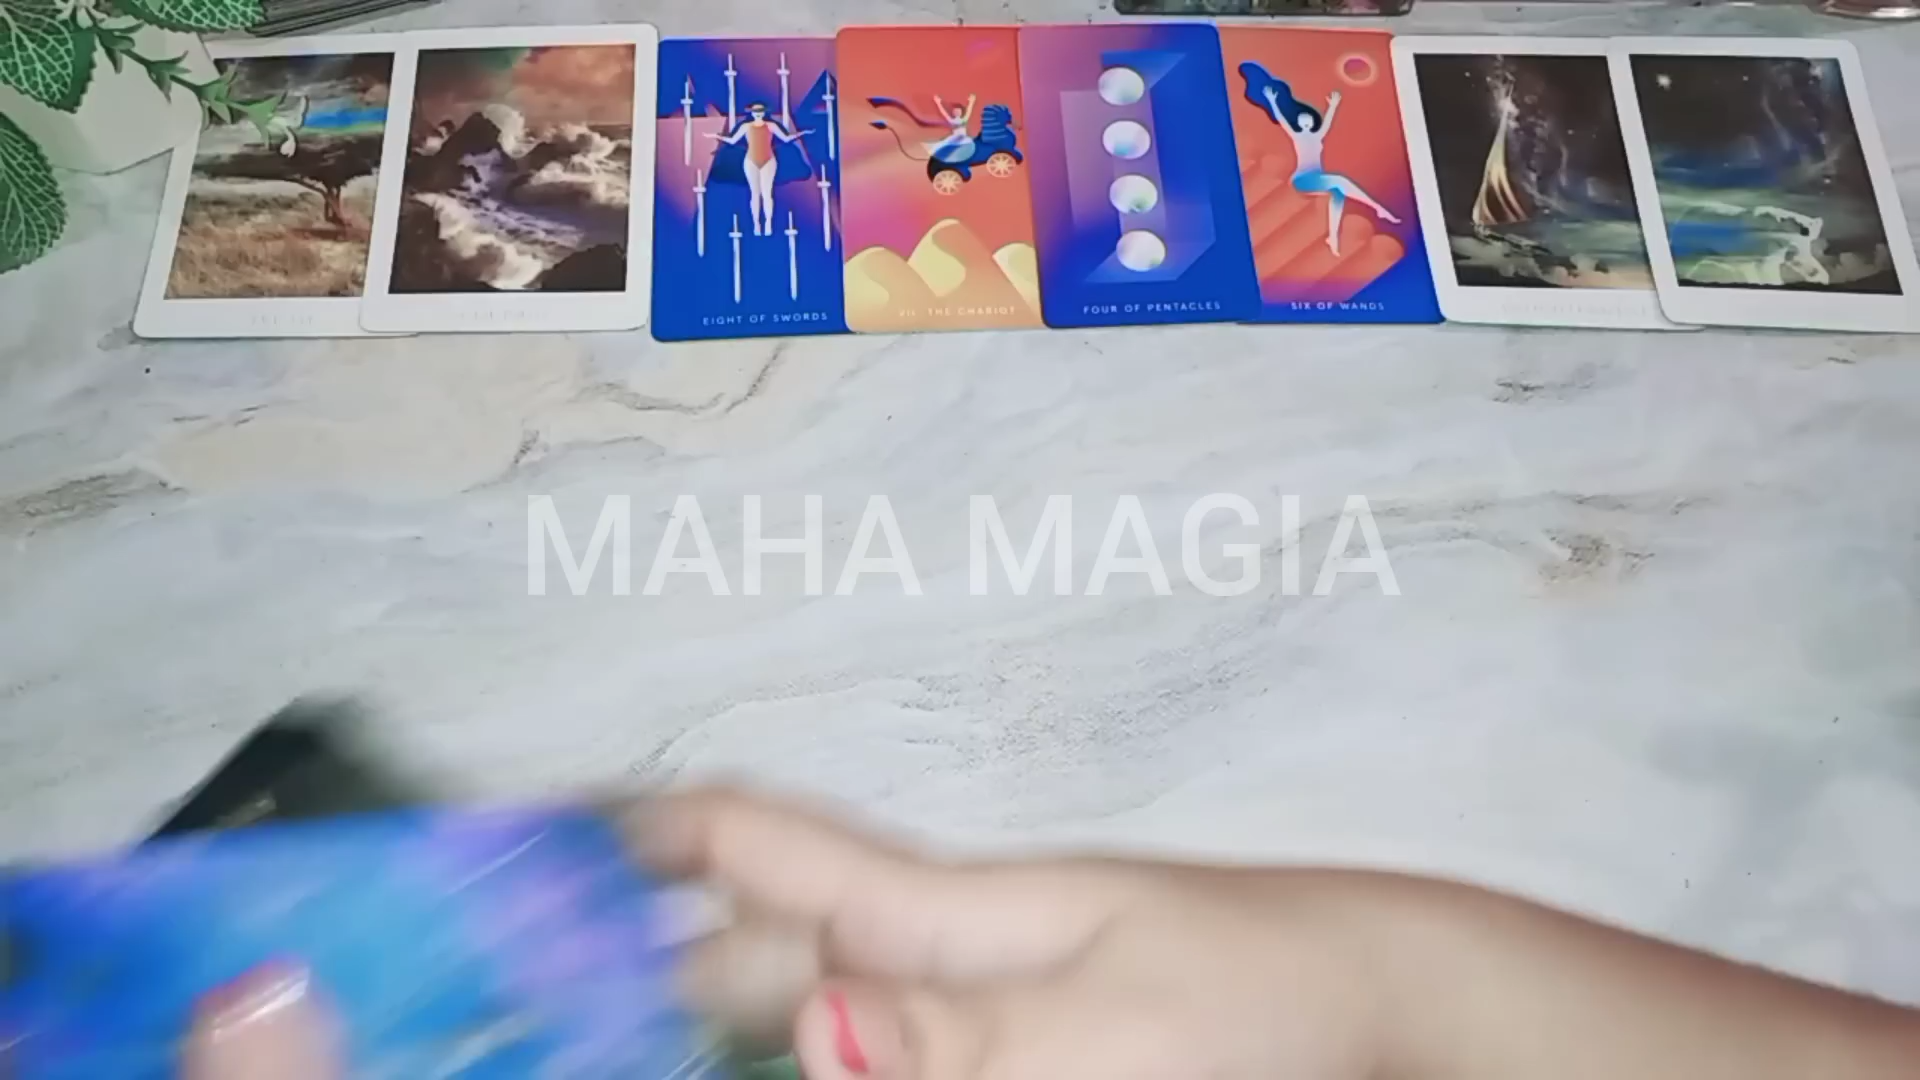 EIGHT OF SWORDS
VII. THE CHARIOT
FOUR OF PENTACLES
SIX OF WANDS
MAHA MAGIA